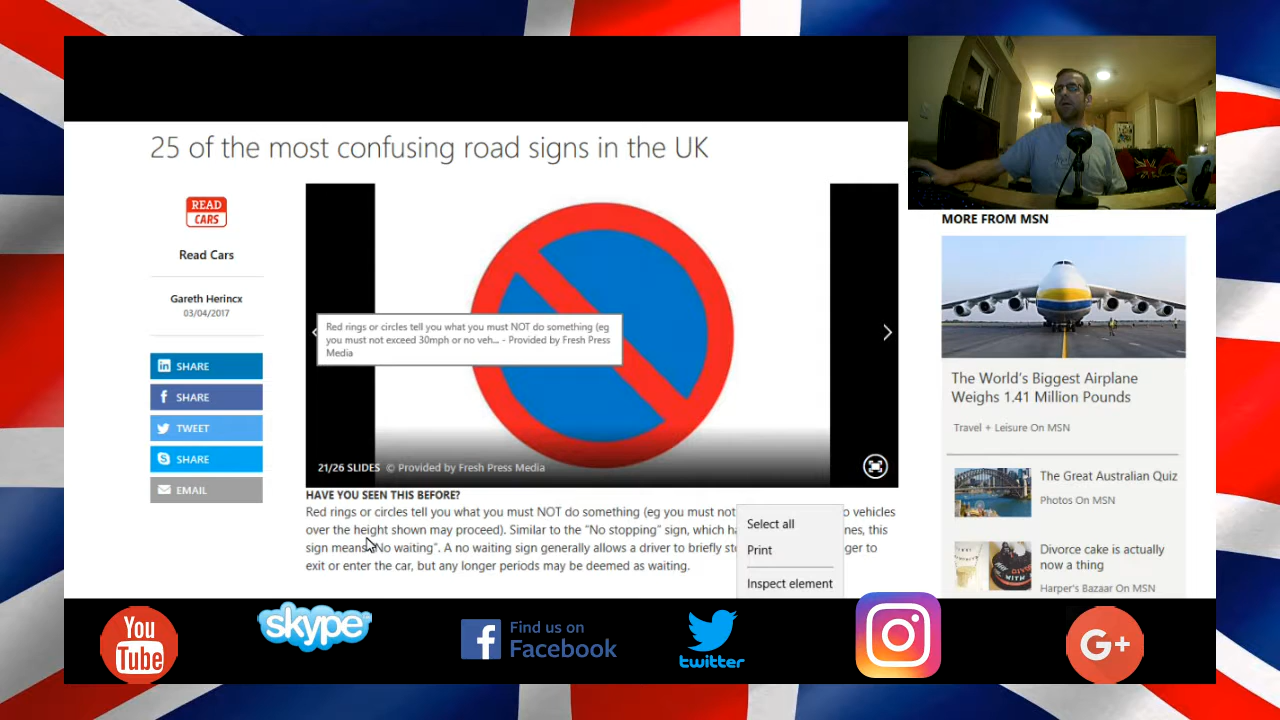 25 of the most confusing road signs in the UK
READ
CARS
Read Cars
Gareth Herincx
03/04/2017
SHARE
SHARE
TWEET
SHARE
EMAIL
Red rings or circles tell you what you must NOT do something (eg
you must not exceed 30mph or no veh... - Provided by Fresh Press
Media
21/26 SLIDES © Provided by Fresh Press Media
HAVE YOU SEEN THIS BEFORE?
Red rings or circles tell you what you must NOT do something (eg you must not
o vehicles
over the height shown may proceed). Similar to the "No stopping" sign, which ha
nes, this
sign means "No waiting". A no waiting sign generally allows a driver to briefly sto
ger to
exit or enter the car, but any longer periods may be deemed as waiting.
Select all
Print
Inspect element
MORE FROM MSN
The World's Biggest Airplane
Weighs 1.41 Million Pounds
Travel + Leisure On MSN
The Great Australian Quiz
Photos On MSN
Divorce cake is actually
now a thing
Harper's Bazaar On MSN
You
Tube
skype
Find us on
Facebook
twitter
G+